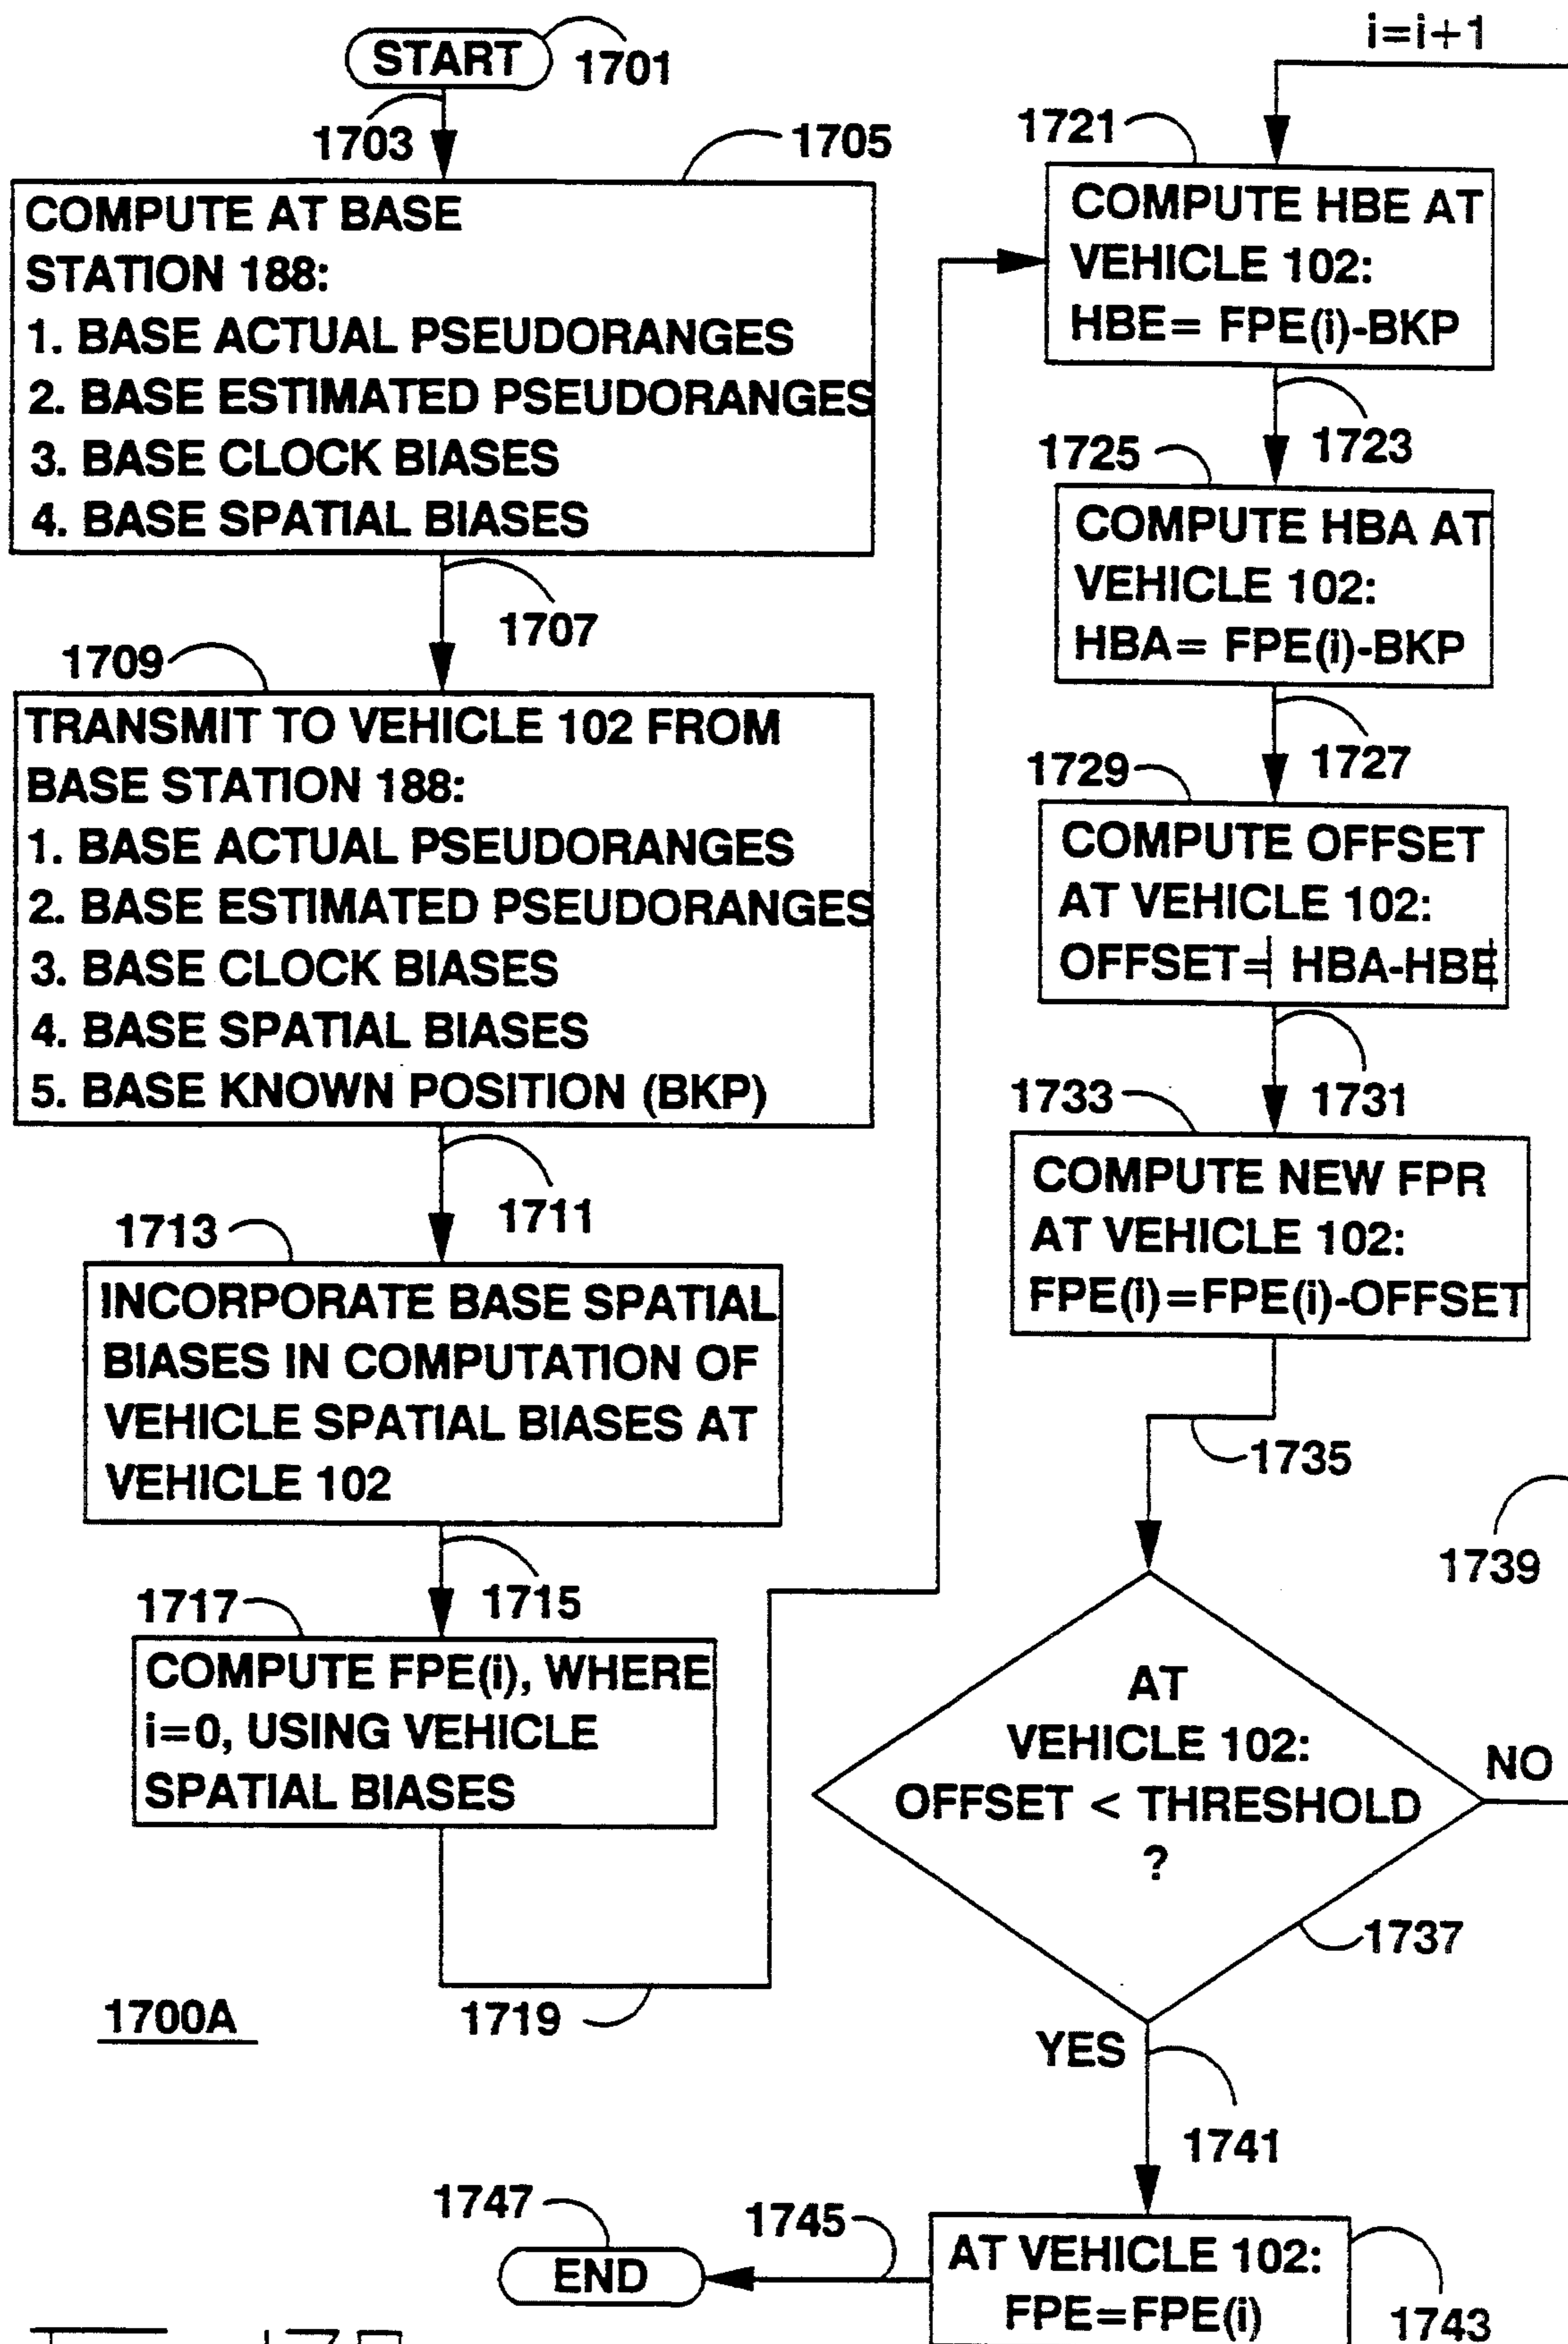 START
1701
1703
1705
COMPUTE AT BASE
STATION 188:
1. BASE ACTUAL PSEUDORANGES
2. BASE ESTIMATED PSEUDORANGES
3. BASE CLOCK BIASES
4. BASE SPATIAL BIASES
1707
1709
TRANSMIT TO VEHICLE 102 FROM
BASE STATION 188:
1. BASE ACTUAL PSEUDORANGES
2. BASE ESTIMATED PSEUDORANGES
3. BASE CLOCK BIASES
4. BASE SPATIAL BIASES
5. BASE KNOWN POSITION (BKP)
1711
1713
INCORPORATE BASE SPATIAL
BIASES IN COMPUTATION OF
VEHICLE SPATIAL BIASES AT
VEHICLE 102
1715
1717
COMPUTE FPE(i), WHERE
i=0, USING VEHICLE
SPATIAL BIASES
1719
1700A
i=i+1
1721
COMPUTE HBE AT
VEHICLE 102:
HBE= FPE(i)-BKP
1723
1725
COMPUTE HBA AT
VEHICLE 102:
HBA= FPE(i)-BKP
1727
1729
COMPUTE OFFSET
AT VEHICLE 102:
OFFSET=| HBA-HBE|
1731
1733
COMPUTE NEW FPR
AT VEHICLE 102:
FPE(i)=FPE(i)-OFFSET
1735
1739
AT
VEHICLE 102:
OFFSET < THRESHOLD
?
NO
1737
YES
1741
1743
AT VEHICLE 102:
FPE=FPE(i)
1745
1747
END